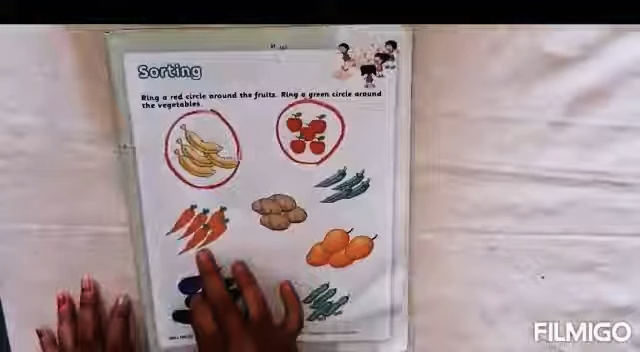 Sorting
Ring a red circle around the fruits. Ring a green circle around
the vegetables.
FILMIGO